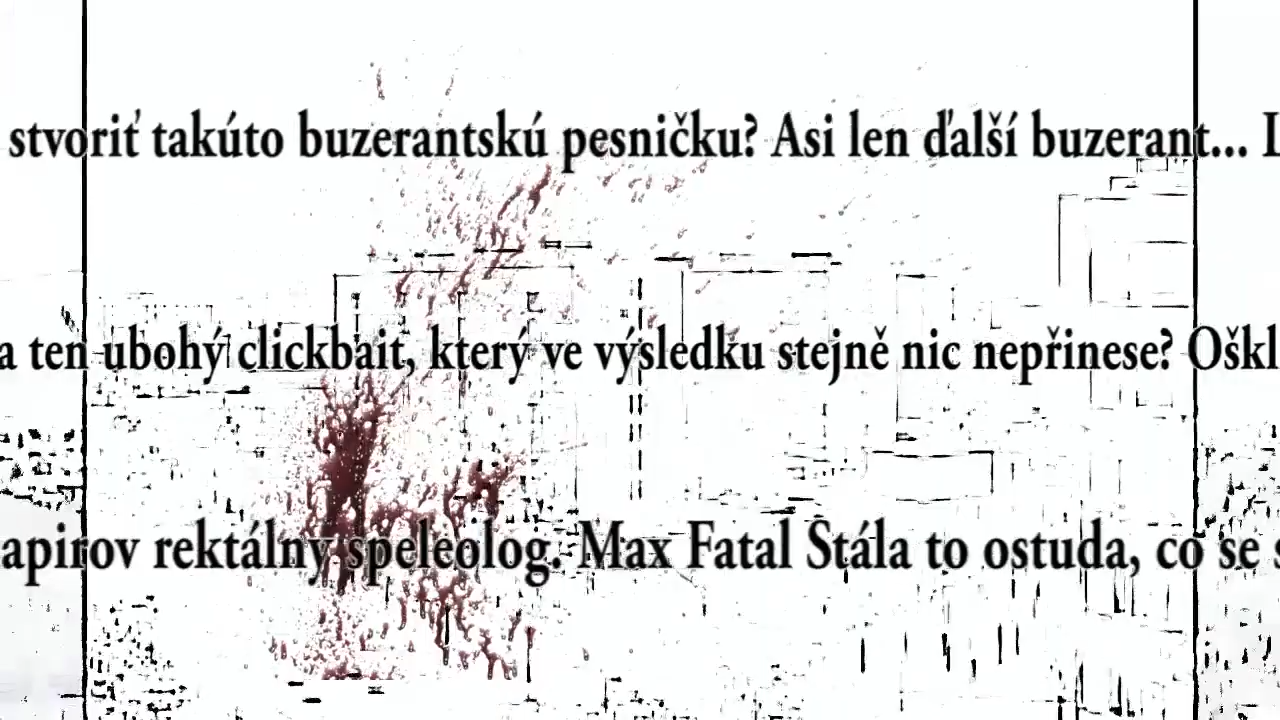 stvoriť takúto buzerantskú pesničku? Asi len ďalší buzerant...
a ten ubohý clickbait, který ve výsledku stejně nic nepřinese?
rektálny speleolog. Max Fatal Stála to ostuda, co se